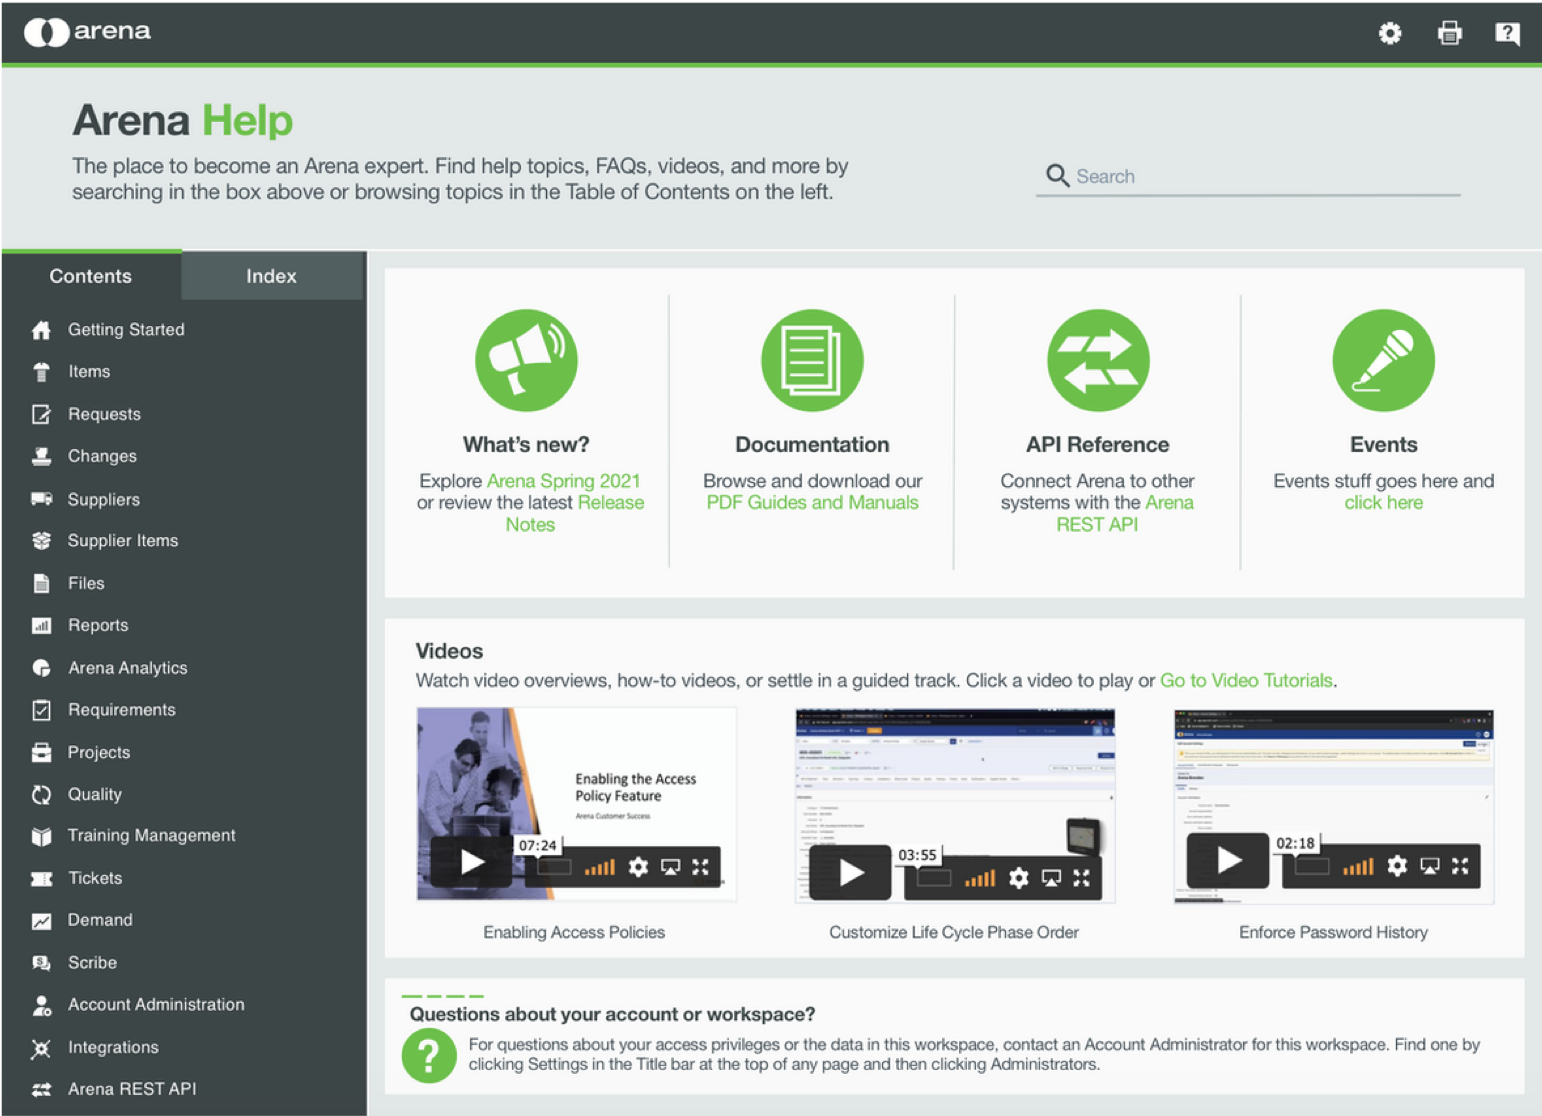 arena
Arena Help
The place to become an Arena expert. Find help topics, FAQs, videos, and more by
searching in the box above or browsing topics in the Table of Contents on the left.
Search
Contents
Index
Getting Started
Items
Requests
Changes
Suppliers
Supplier Items
Files
Reports
Arena Analytics
Requirements
Projects
Quality
Training Management
Tickets
Demand
Scribe
Account Administration
Integrations
Arena REST API
What's new?
Explore Arena Spring 2021
or review the latest Release
Notes
Documentation
Browse and download our
PDF Guides and Manuals
API Reference
Connect Arena to other
systems with the Arena
REST API
Events
Events stuff goes here and
click here
Videos
Watch video overviews, how-to videos, or settle in a guided track. Click a video to play or Go to Video Tutorials.
Enabling the Access
Policy Feature
Arena Customer Success
07:24
Enabling Access Policies
03:55
Customize Life Cycle Phase Order
02:18
Enforce Password History
Questions about your account or workspace?
For questions about your access privileges or the data in this workspace, contact an Account Administrator for this workspace. Find one by
clicking Settings in the Title bar at the top of any page and then clicking Administrators.